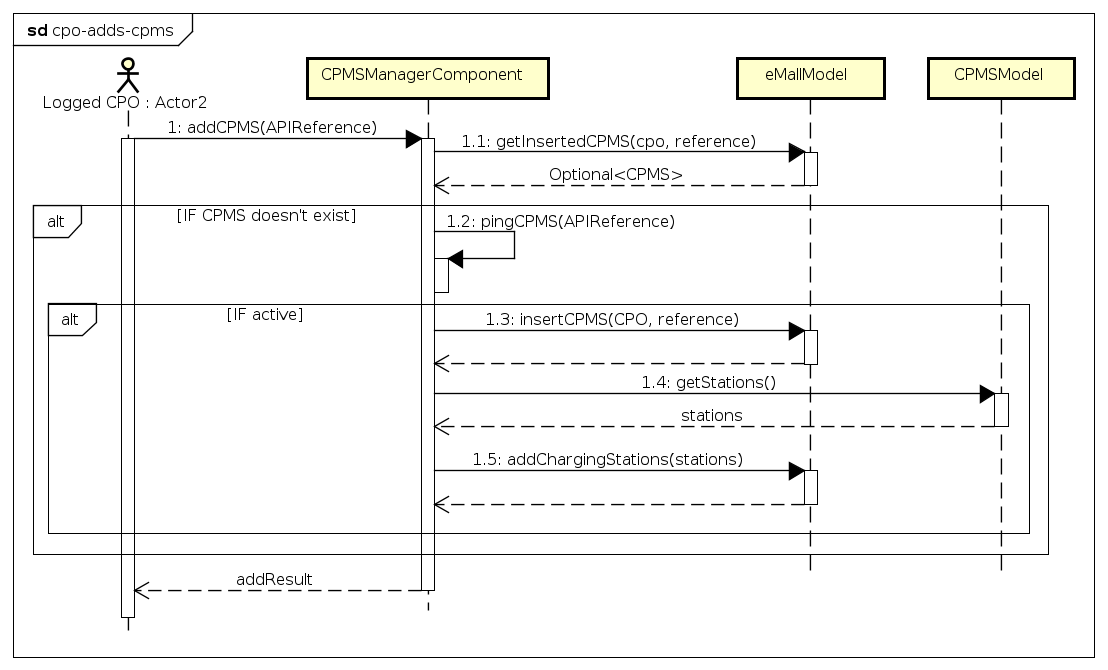 sd cpo-adds-cpms
Logged CPO : Actor2
CPMSManagerComponent
eMallModel
CPMSModel
1: addCPMS(APIReference)
1.1: getInsertedCPMS(cpo, reference)
Optional<CPMS>
alt
[IF CPMS doesn't exist]
1.2: pingCPMS(APIReference)
alt
[IF active]
1.3: insertCPMS(CPO, reference)
1.4: getStations()
stations
1.5: addChargingStations(stations)
addResult